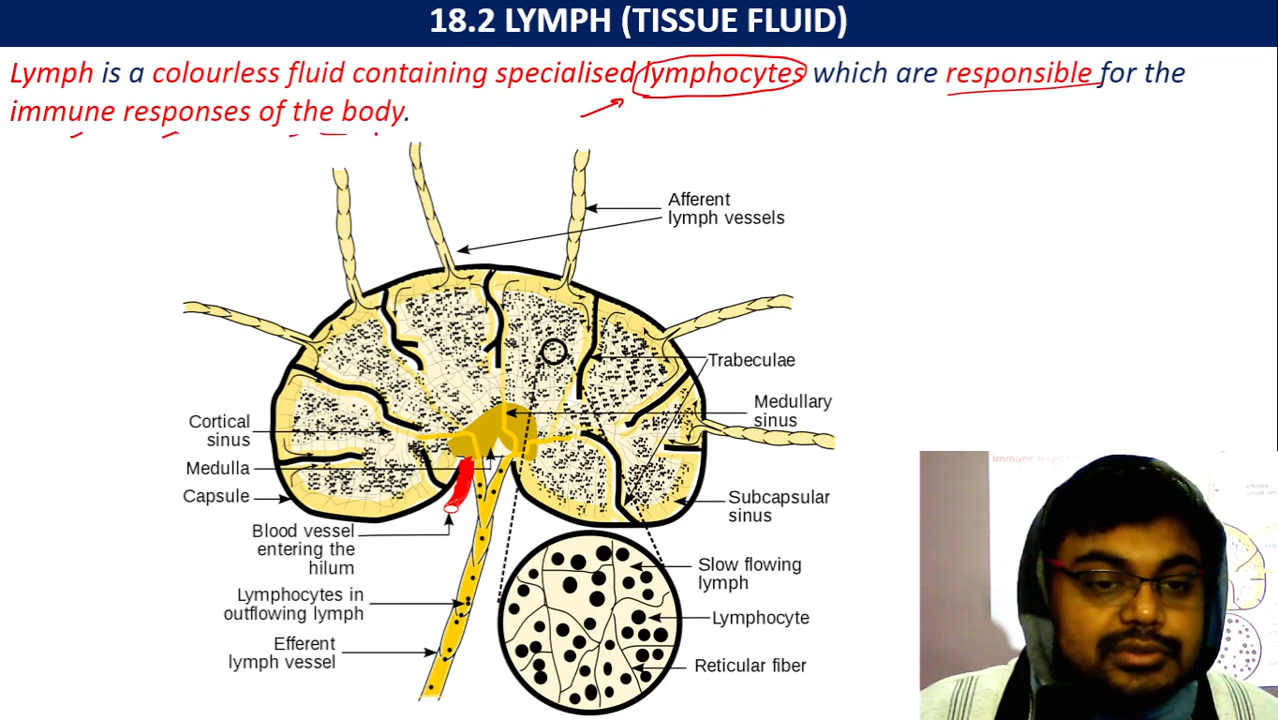 18.2 LYMPH (TISSUE FLUID)
Lymph is a colourless fluid containing specialised lymphocytes which are responsible for the
immune responses of the body.
Afferent
lymph vessels
Trabeculae
Medullary
sinus
Cortical
sinus
Medulla
Capsule
Subcapsular
sinus
Blood vessel
entering the
hilum
Slow flowing
lymph
Lymphocytes in
outflowing lymph
Lymphocyte
Efferent
lymph vessel
Reticular fiber